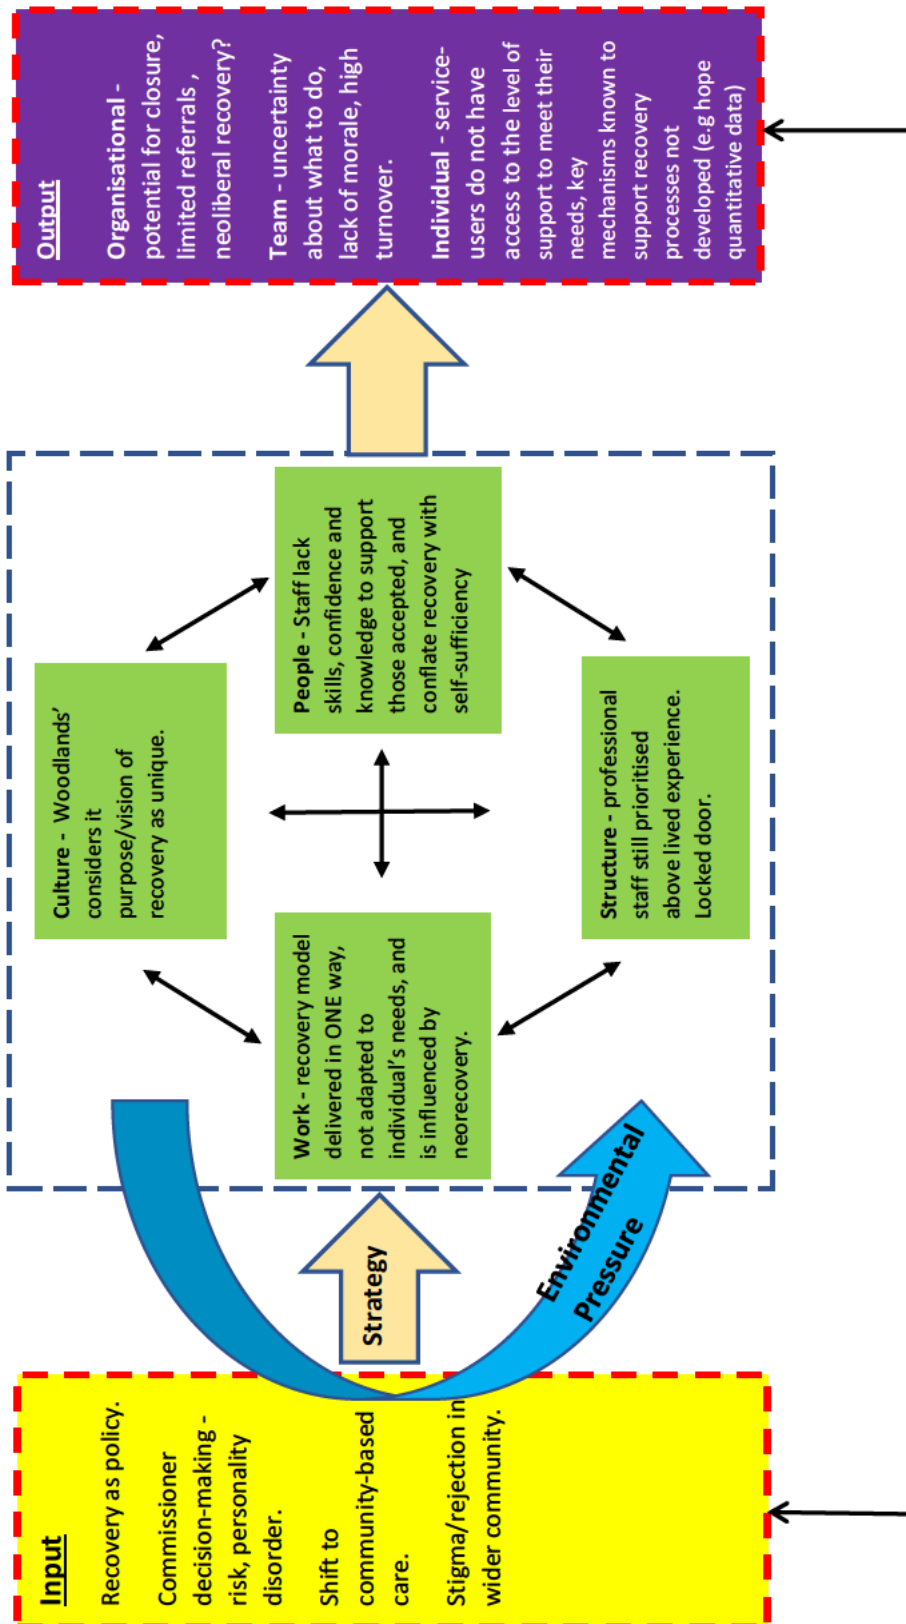 Input
Recovery as policy.
Commissioner
decision-making -
risk, personality
disorder.
Shift to
community-based
care.
Stigma/rejection in
wider community.
Strategy
Environmental
Pressure
Work - recovery model
delivered in ONE way,
not adapted to
individual's needs, and
is influenced by
neorecovery.
Culture - Woodlands'
considers it
purpose/vision of
recovery as unique.
Structure - professional
staff still prioritised
above lived experience.
Locked door.
People - Staff lack
skills, confidence and
knowledge to support
those accepted, and
conflate recovery with
self-sufficiency
Output
Organisational -
potential for closure,
limited referrals ,
neoliberal recovery?
Team - uncertainty
about what to do,
lack of morale, high
turnover.
Individual - service-
users do not have
access to the level of
support to meet their
needs, key
mechanisms known to
support recovery
processes not
developed (e.g hope
quantitative data)